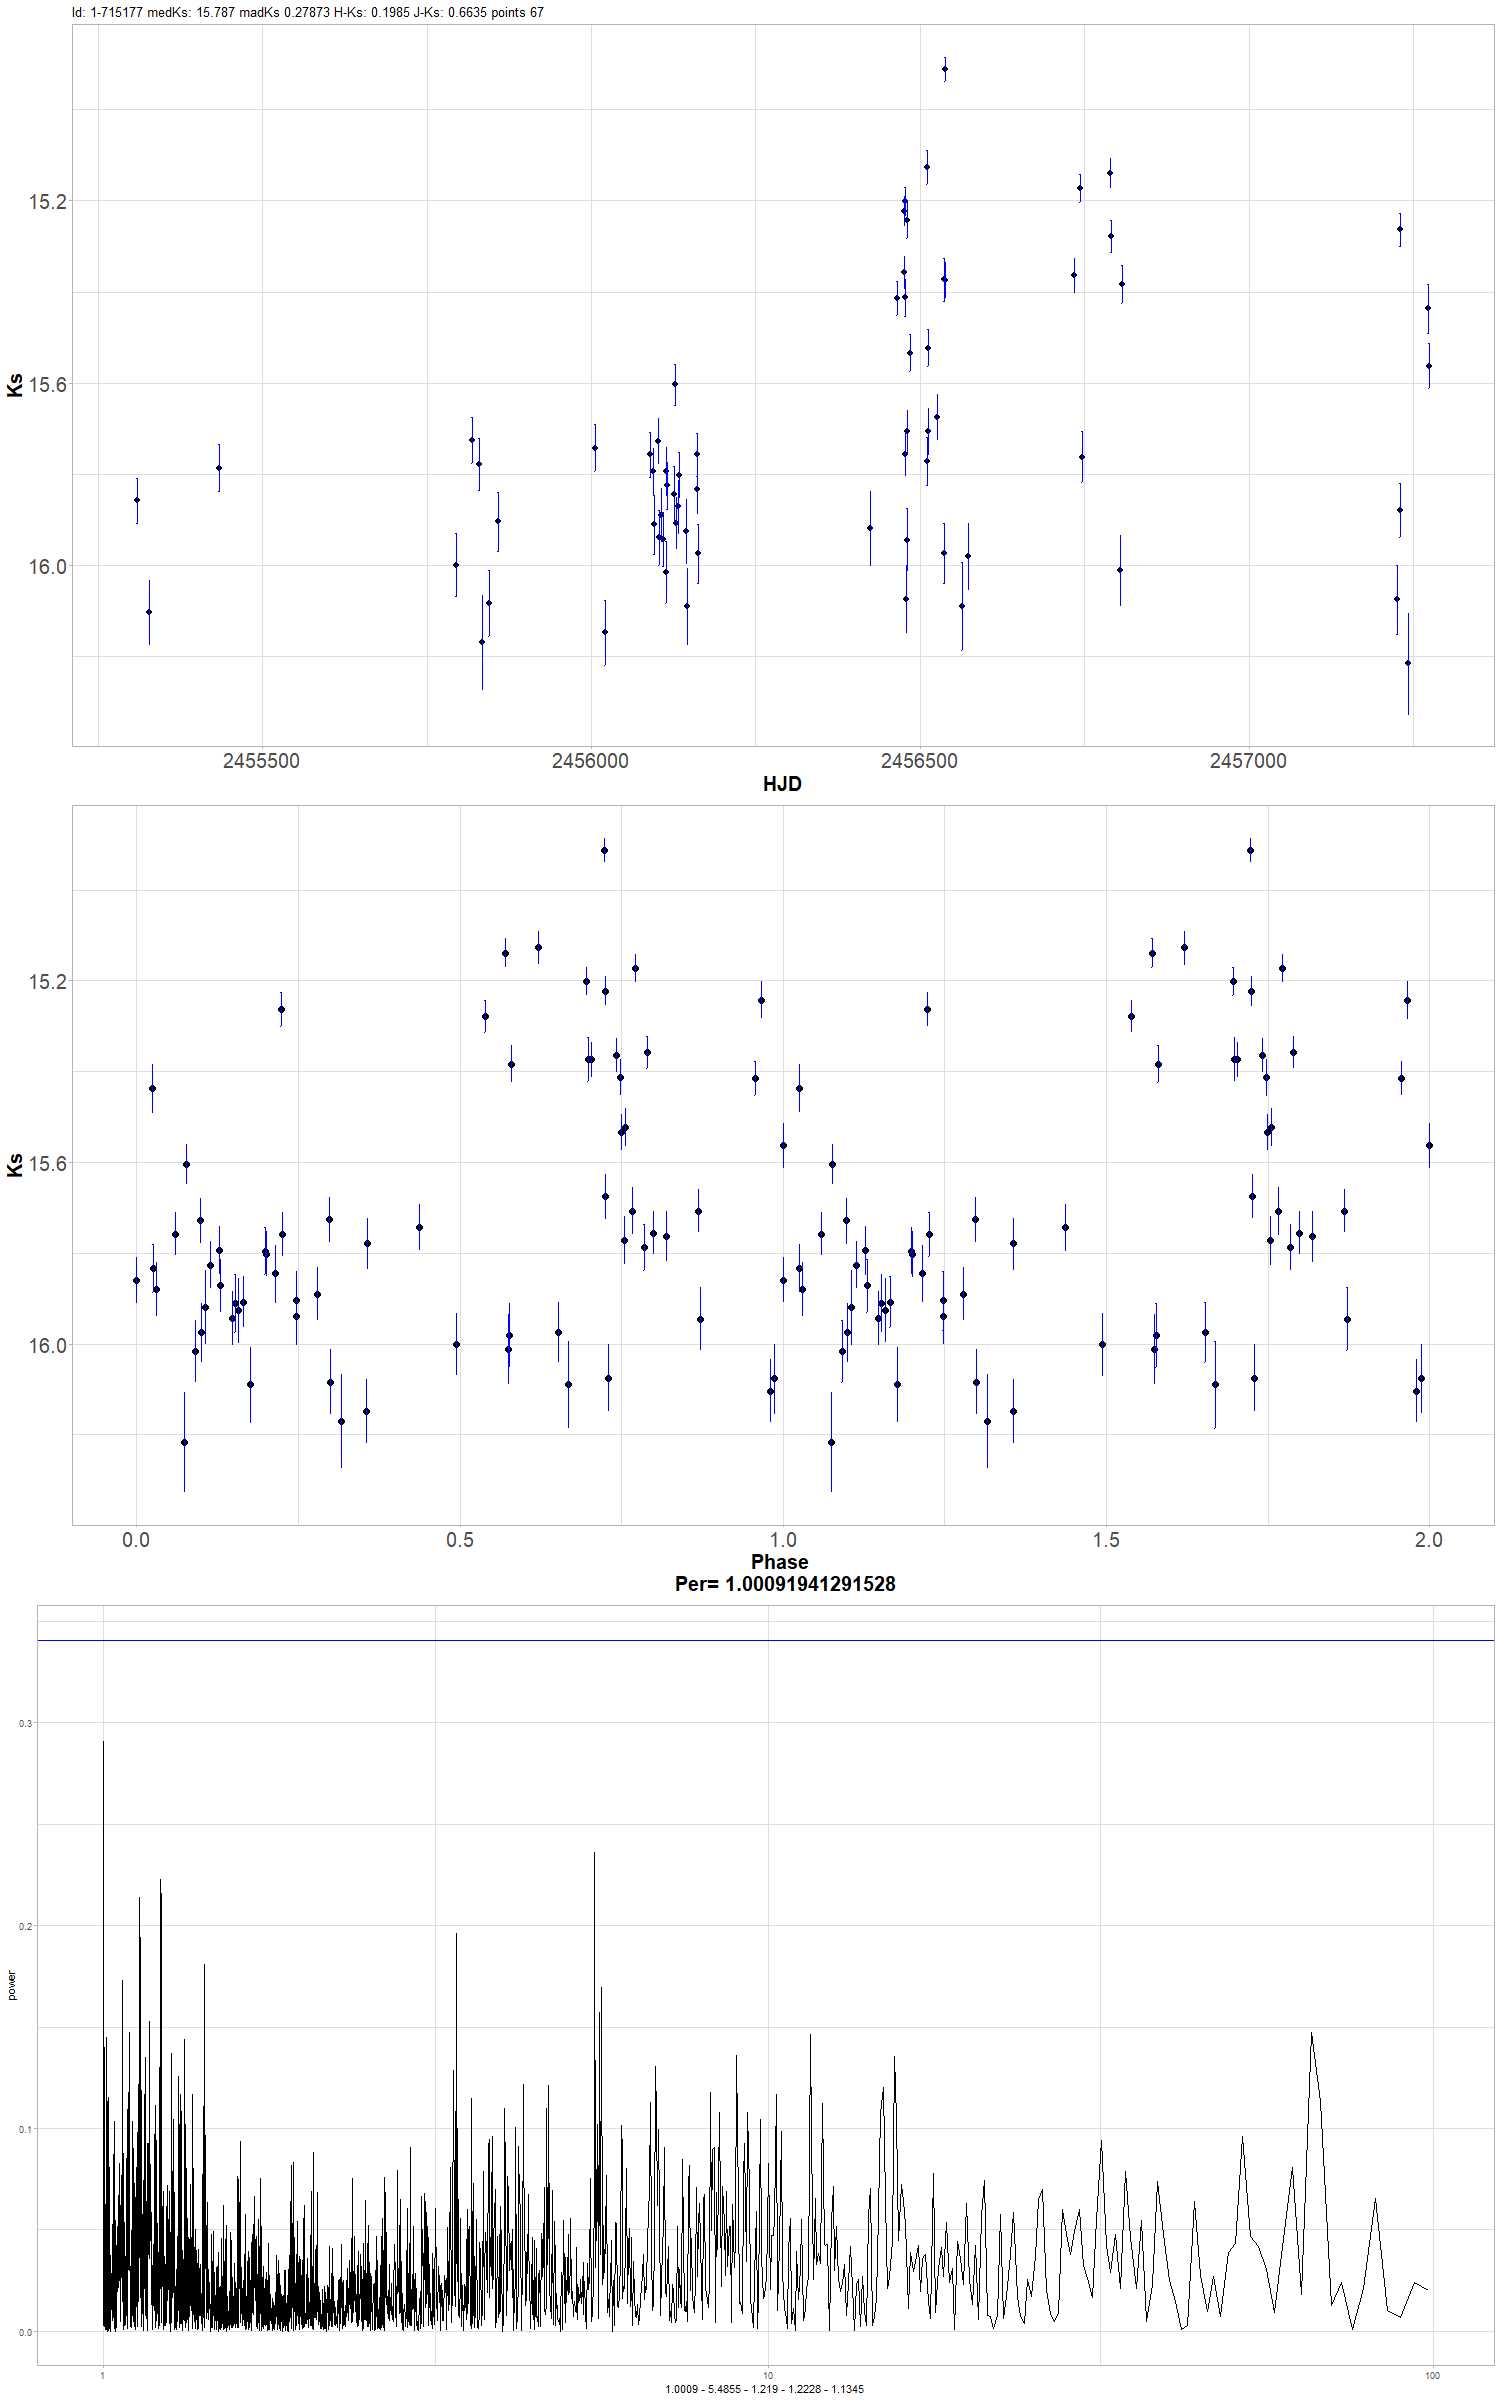 Id: 1-715177 medKs: 15.787 madKs 0.27873 H-Ks: 0.1985 J-Ks: 0.6635 points 67
15.2
15.6
16.0
Ks
2455500 2456000 2456500 2457000
HJD
15.2
15.6
16.0
Ks
0.0 0.5 1.0 1.5 2.0
Phase
Per= 1.00091941291528
0.3
0.2
0.1
0.0
power
1 10 100
1.0009 - 5.4855 - 1.219 - 1.2228 - 1.1345